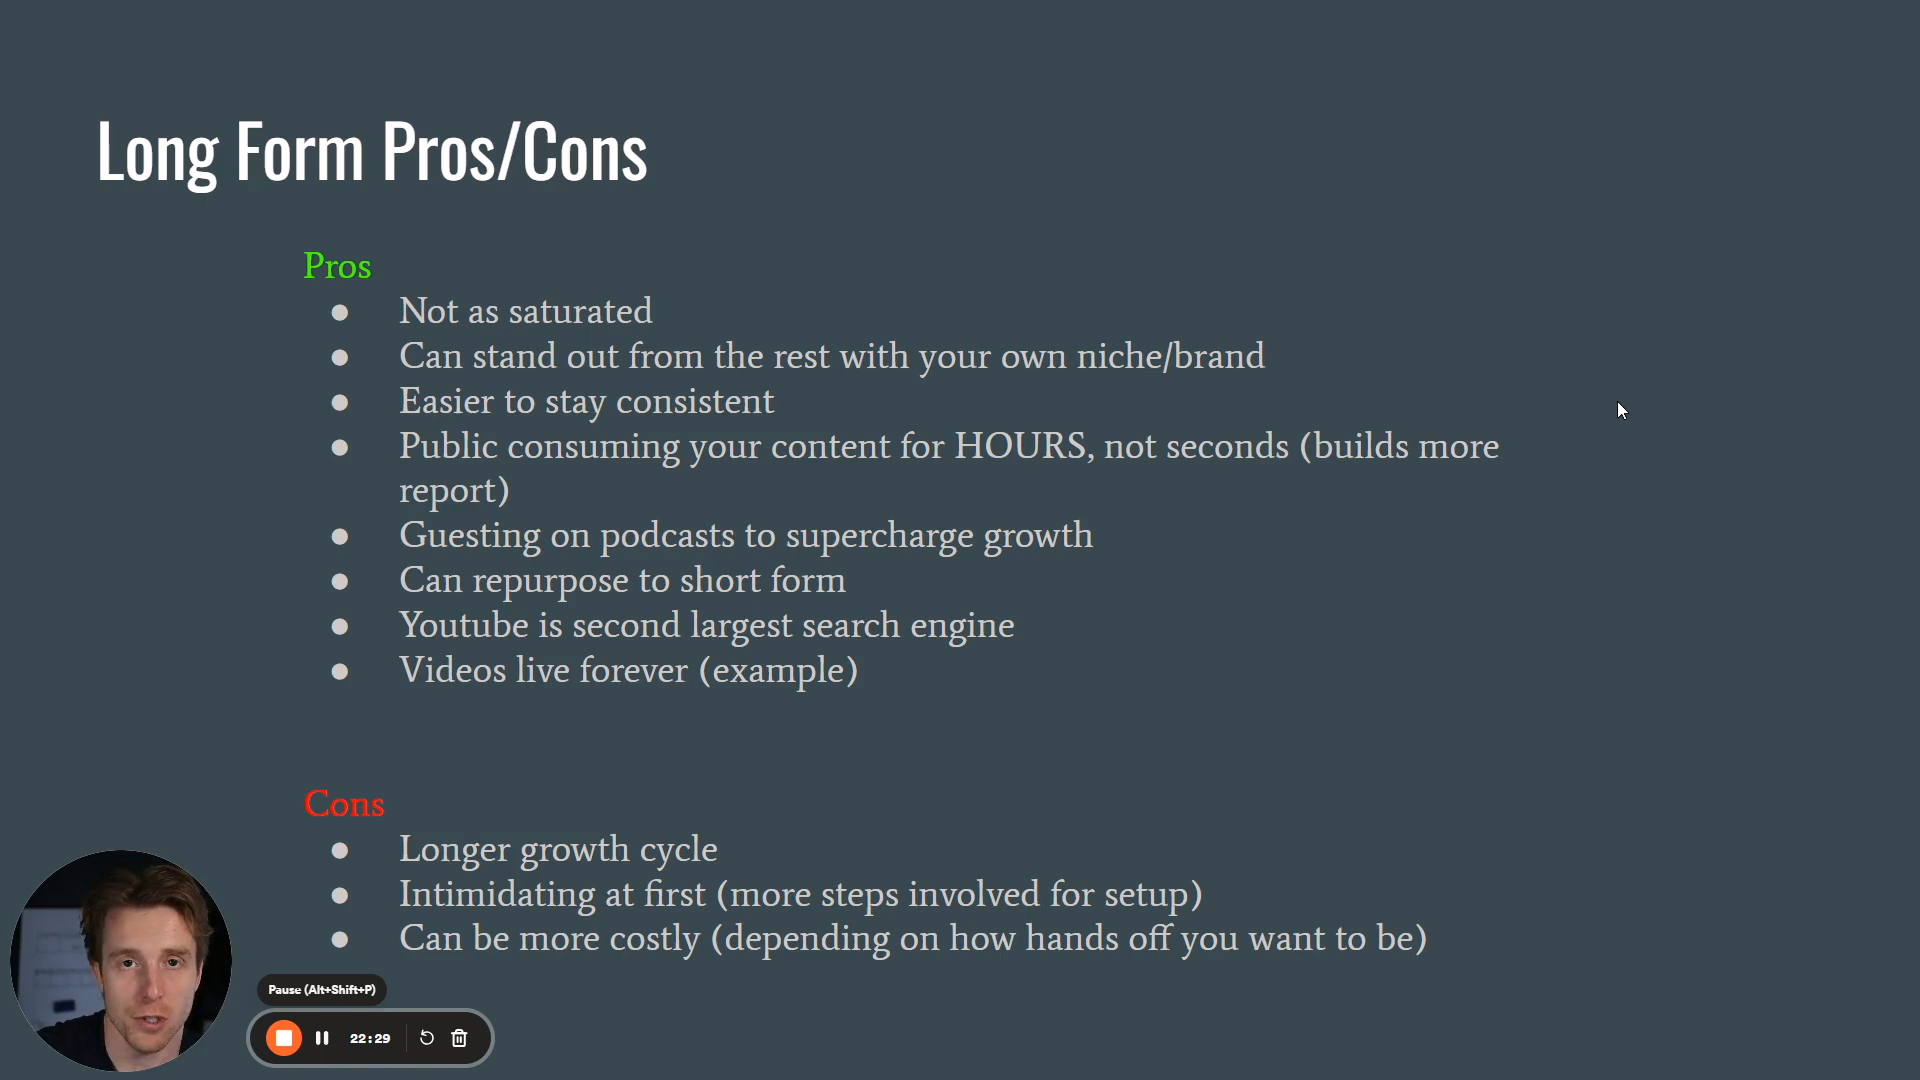 Long Form Pros/Cons
Pros
● Not as saturated
● Can stand out from the rest with your own niche/brand
● Easier to stay consistent
● Public consuming your content for HOURS, not seconds (builds more
report)
● Guesting on podcasts to supercharge growth
● Can repurpose to short form
● Youtube is second largest search engine
● Videos live forever (example)
Cons
● Longer growth cycle
● Intimidating at first (more steps involved for setup)
● Can be more costly (depending on how hands off you want to be)
Pause (Alt+Shift+P)
22:29